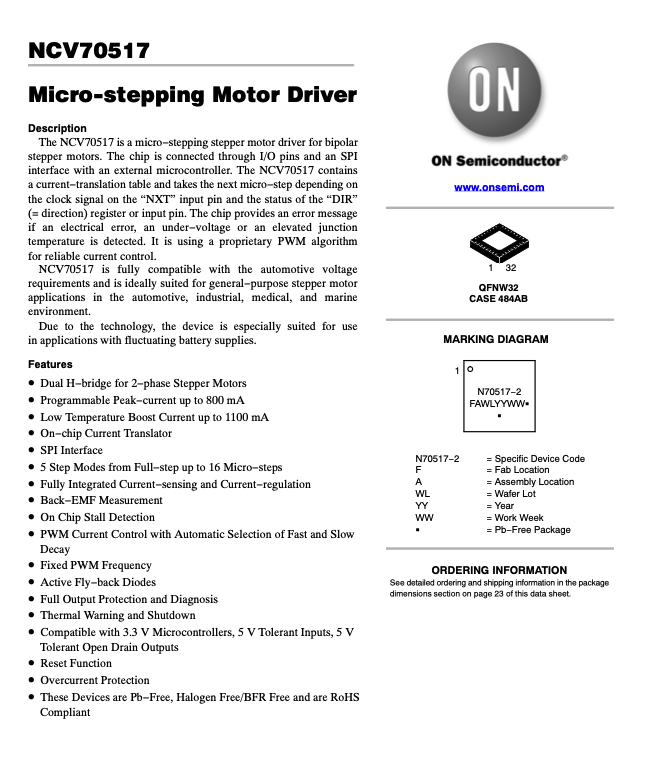 NCV70517
Micro-stepping Motor Driver
Description
The NCV70517 is a micro−stepping stepper motor driver for bipolar
stepper motors. The chip is connected through I/O pins and an SPI
interface with an external microcontroller. The NCV70517 contains
a current−translation table and takes the next micro−step depending on
the clock signal on the “NXT” input pin and the status of the “DIR”
(= direction) register or input pin. The chip provides an error message
if an electrical error, an under−voltage or an elevated junction
temperature is detected. It is using a proprietary PWM algorithm
for reliable current control.
NCV70517 is fully compatible with the automotive voltage
requirements and is ideally suited for general−purpose stepper motor
applications in the automotive, industrial, medical, and marine
environment.
Due to the technology, the device is especially suited for use
in applications with fluctuating battery supplies.
Features
• Dual H−bridge for 2−phase Stepper Motors
• Programmable Peak−current up to 800 mA
• Low Temperature Boost Current up to 1100 mA
• On−chip Current Translator
• SPI Interface
• 5 Step Modes from Full−step up to 16 Micro−steps
• Fully Integrated Current−sensing and Current−regulation
• Back−EMF Measurement
• On Chip Stall Detection
• PWM Current Control with Automatic Selection of Fast and Slow
Decay
• Fixed PWM Frequency
• Active Fly−back Diodes
• Full Output Protection and Diagnosis
• Thermal Warning and Shutdown
• Compatible with 3.3 V Microcontrollers, 5 V Tolerant Inputs, 5 V
Tolerant Open Drain Outputs
• Reset Function
• Overcurrent Protection
• These Devices are Pb−Free, Halogen Free/BFR Free and are RoHS
Compliant
ON
ON Semiconductor®
www.onsemi.com
1 32
QFNW32
CASE 484AB
MARKING DIAGRAM
1
N70517−2
FAWLYYWW▪
▪
N70517−2 = Specific Device Code
F = Fab Location
A = Assembly Location
WL = Wafer Lot
YY = Year
WW = Work Week
▪ = Pb−Free Package
ORDERING INFORMATION
See detailed ordering and shipping information in the package
dimensions section on page 23 of this data sheet.